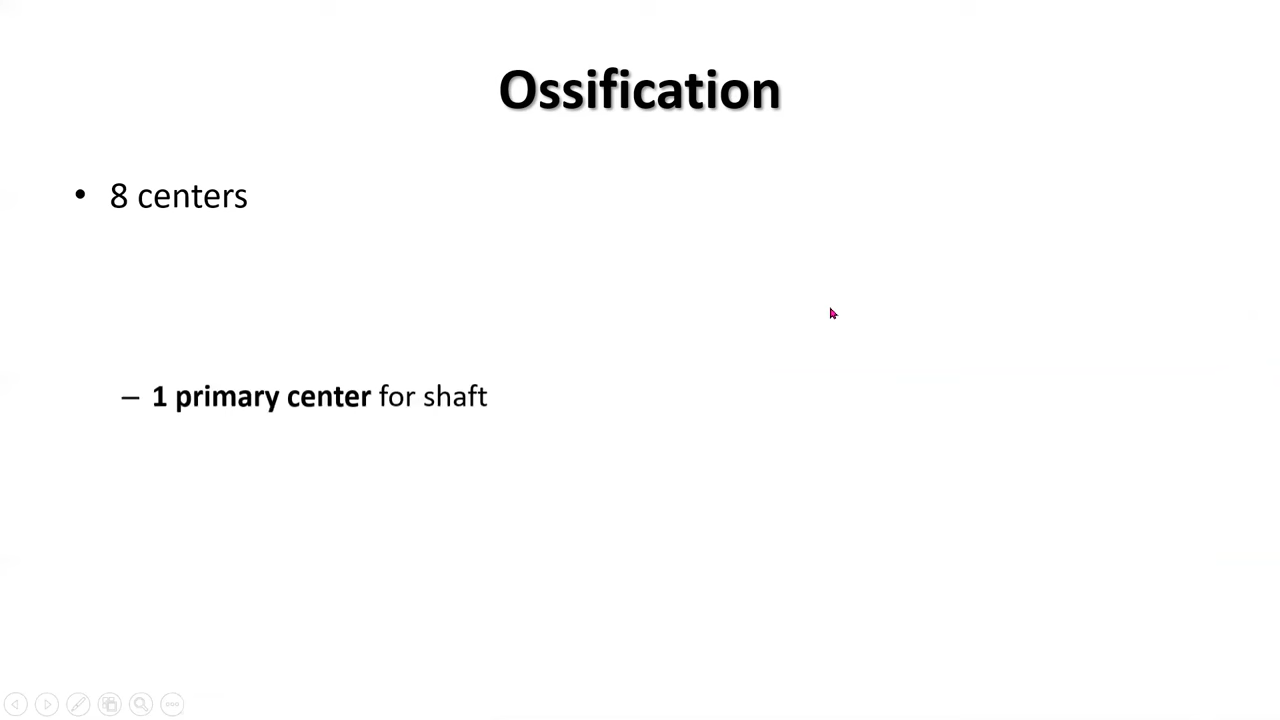 Ossification
• 8 centers
– 1 primary center for shaft